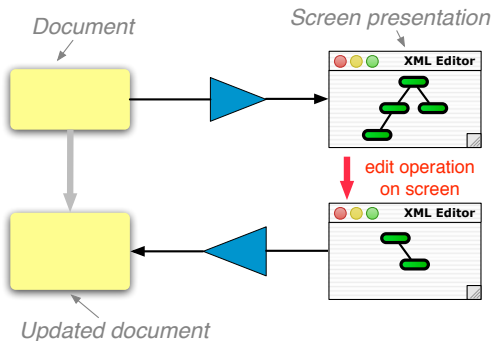 Document
Screen presentation
XML Editor
edit operation
on screen
XML Editor
Updated document